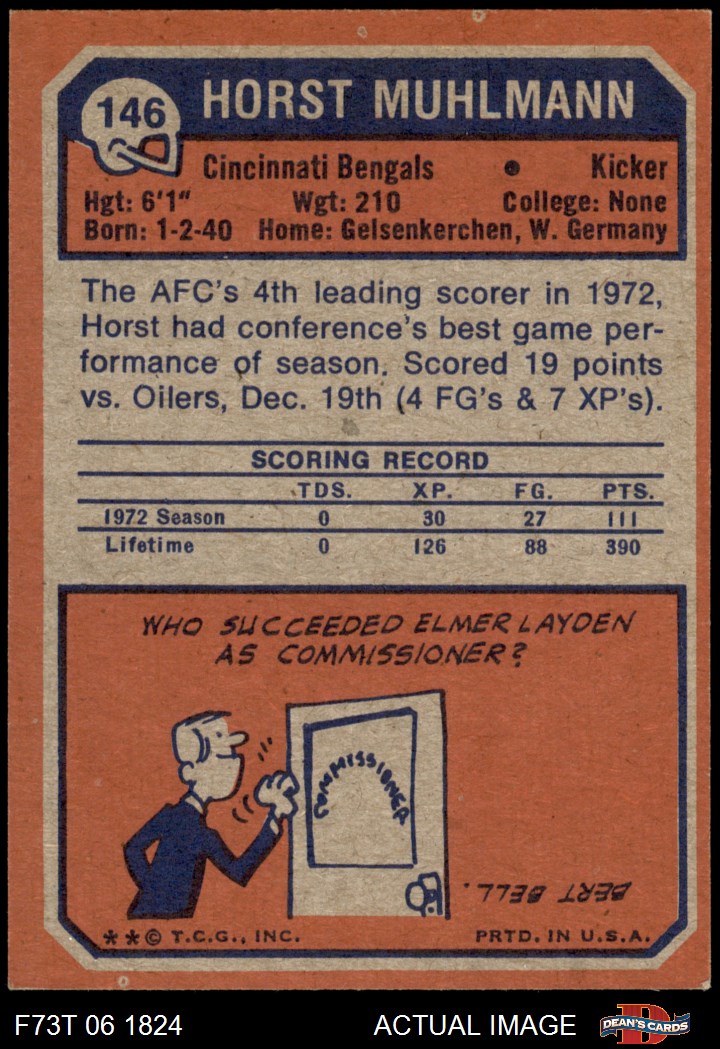 146
HORST MUHLMANN
Cincinnati Bengals • Kicker
Hgt: 6'1" Wgt: 210 College: None
Born: 1-2-40 Home: Gelsenkerchen, W. Germany
The AFC's 4th leading scorer in 1972,
Horst had conference's best game per-
formance of season. Scored 19 points
vs. Oilers, Dec. 19th (4 FG's & 7 XP's).
SCORING RECORD
TDS. XP. FG. PTS.
1972 Season 0 30 27 111
Lifetime 0 126 88 390
WHO SUCCEEDED ELMER LAYDEN
AS COMMISSIONER?
COMMISSIONER
BERT BELL.
**© T.C.G., INC. PRTD. IN U.S.A.
F73T 06 1824 ACTUAL IMAGE DEAN'S CARDS